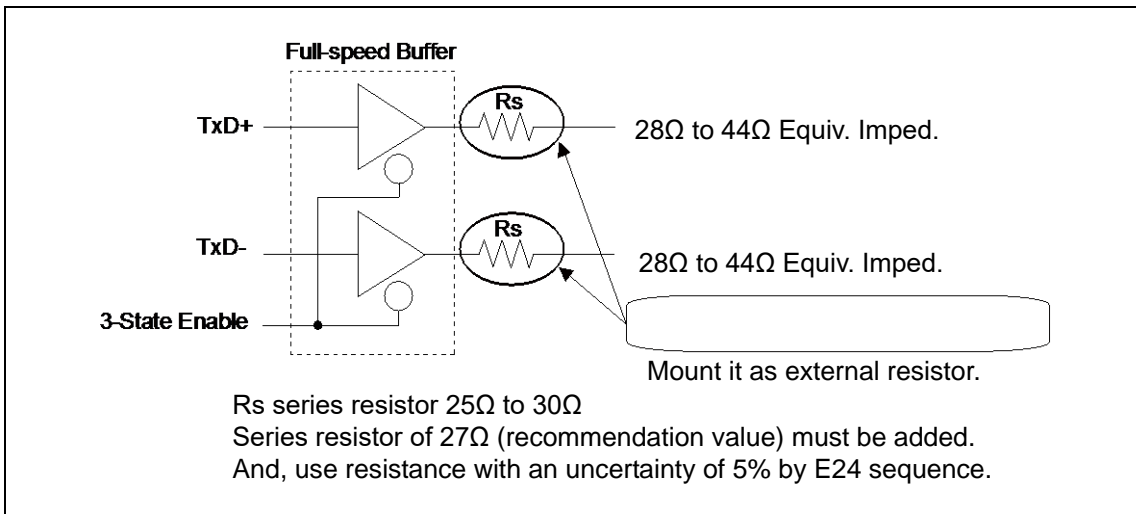 Full-speed Buffer
Rs
TxD+
28Ω to 44Ω Equiv. Imped.
Rs
TxD-
28Ω to 44Ω Equiv. Imped.
3-State Enable
Mount it as external resistor.
Rs series resistor 25Ω to 30Ω
Series resistor of 27Ω (recommendation value) must be added.
And, use resistance with an uncertainty of 5% by E24 sequence.